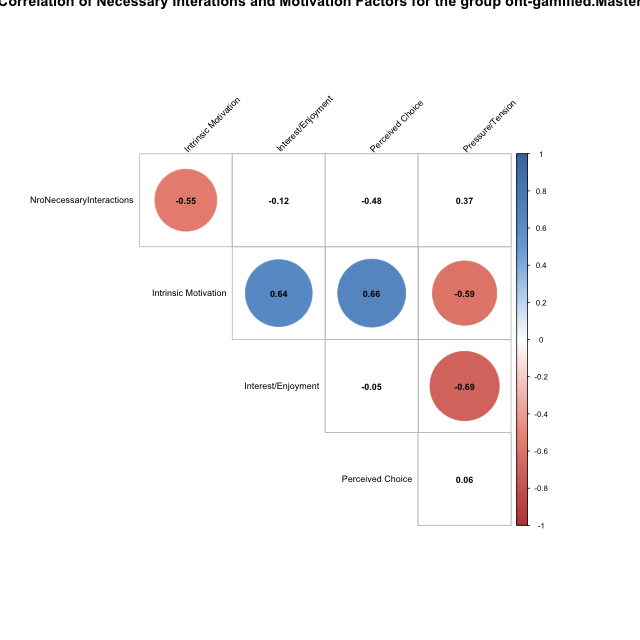 Correlation of Necessary Interations and Motivation Factors for the group ont-gamified.Master
Intrinsic Motivation
Interest/Enjoyment
Perceived Choice
Pressure/Tension
NroNecessaryInteractions -0.55 -0.12 -0.48 0.37
Intrinsic Motivation 0.64 0.66 -0.59
Interest/Enjoyment -0.05 -0.69
Perceived Choice 0.06
1
0.8
0.6
0.4
0.2
0
-0.2
-0.4
-0.6
-0.8
-1